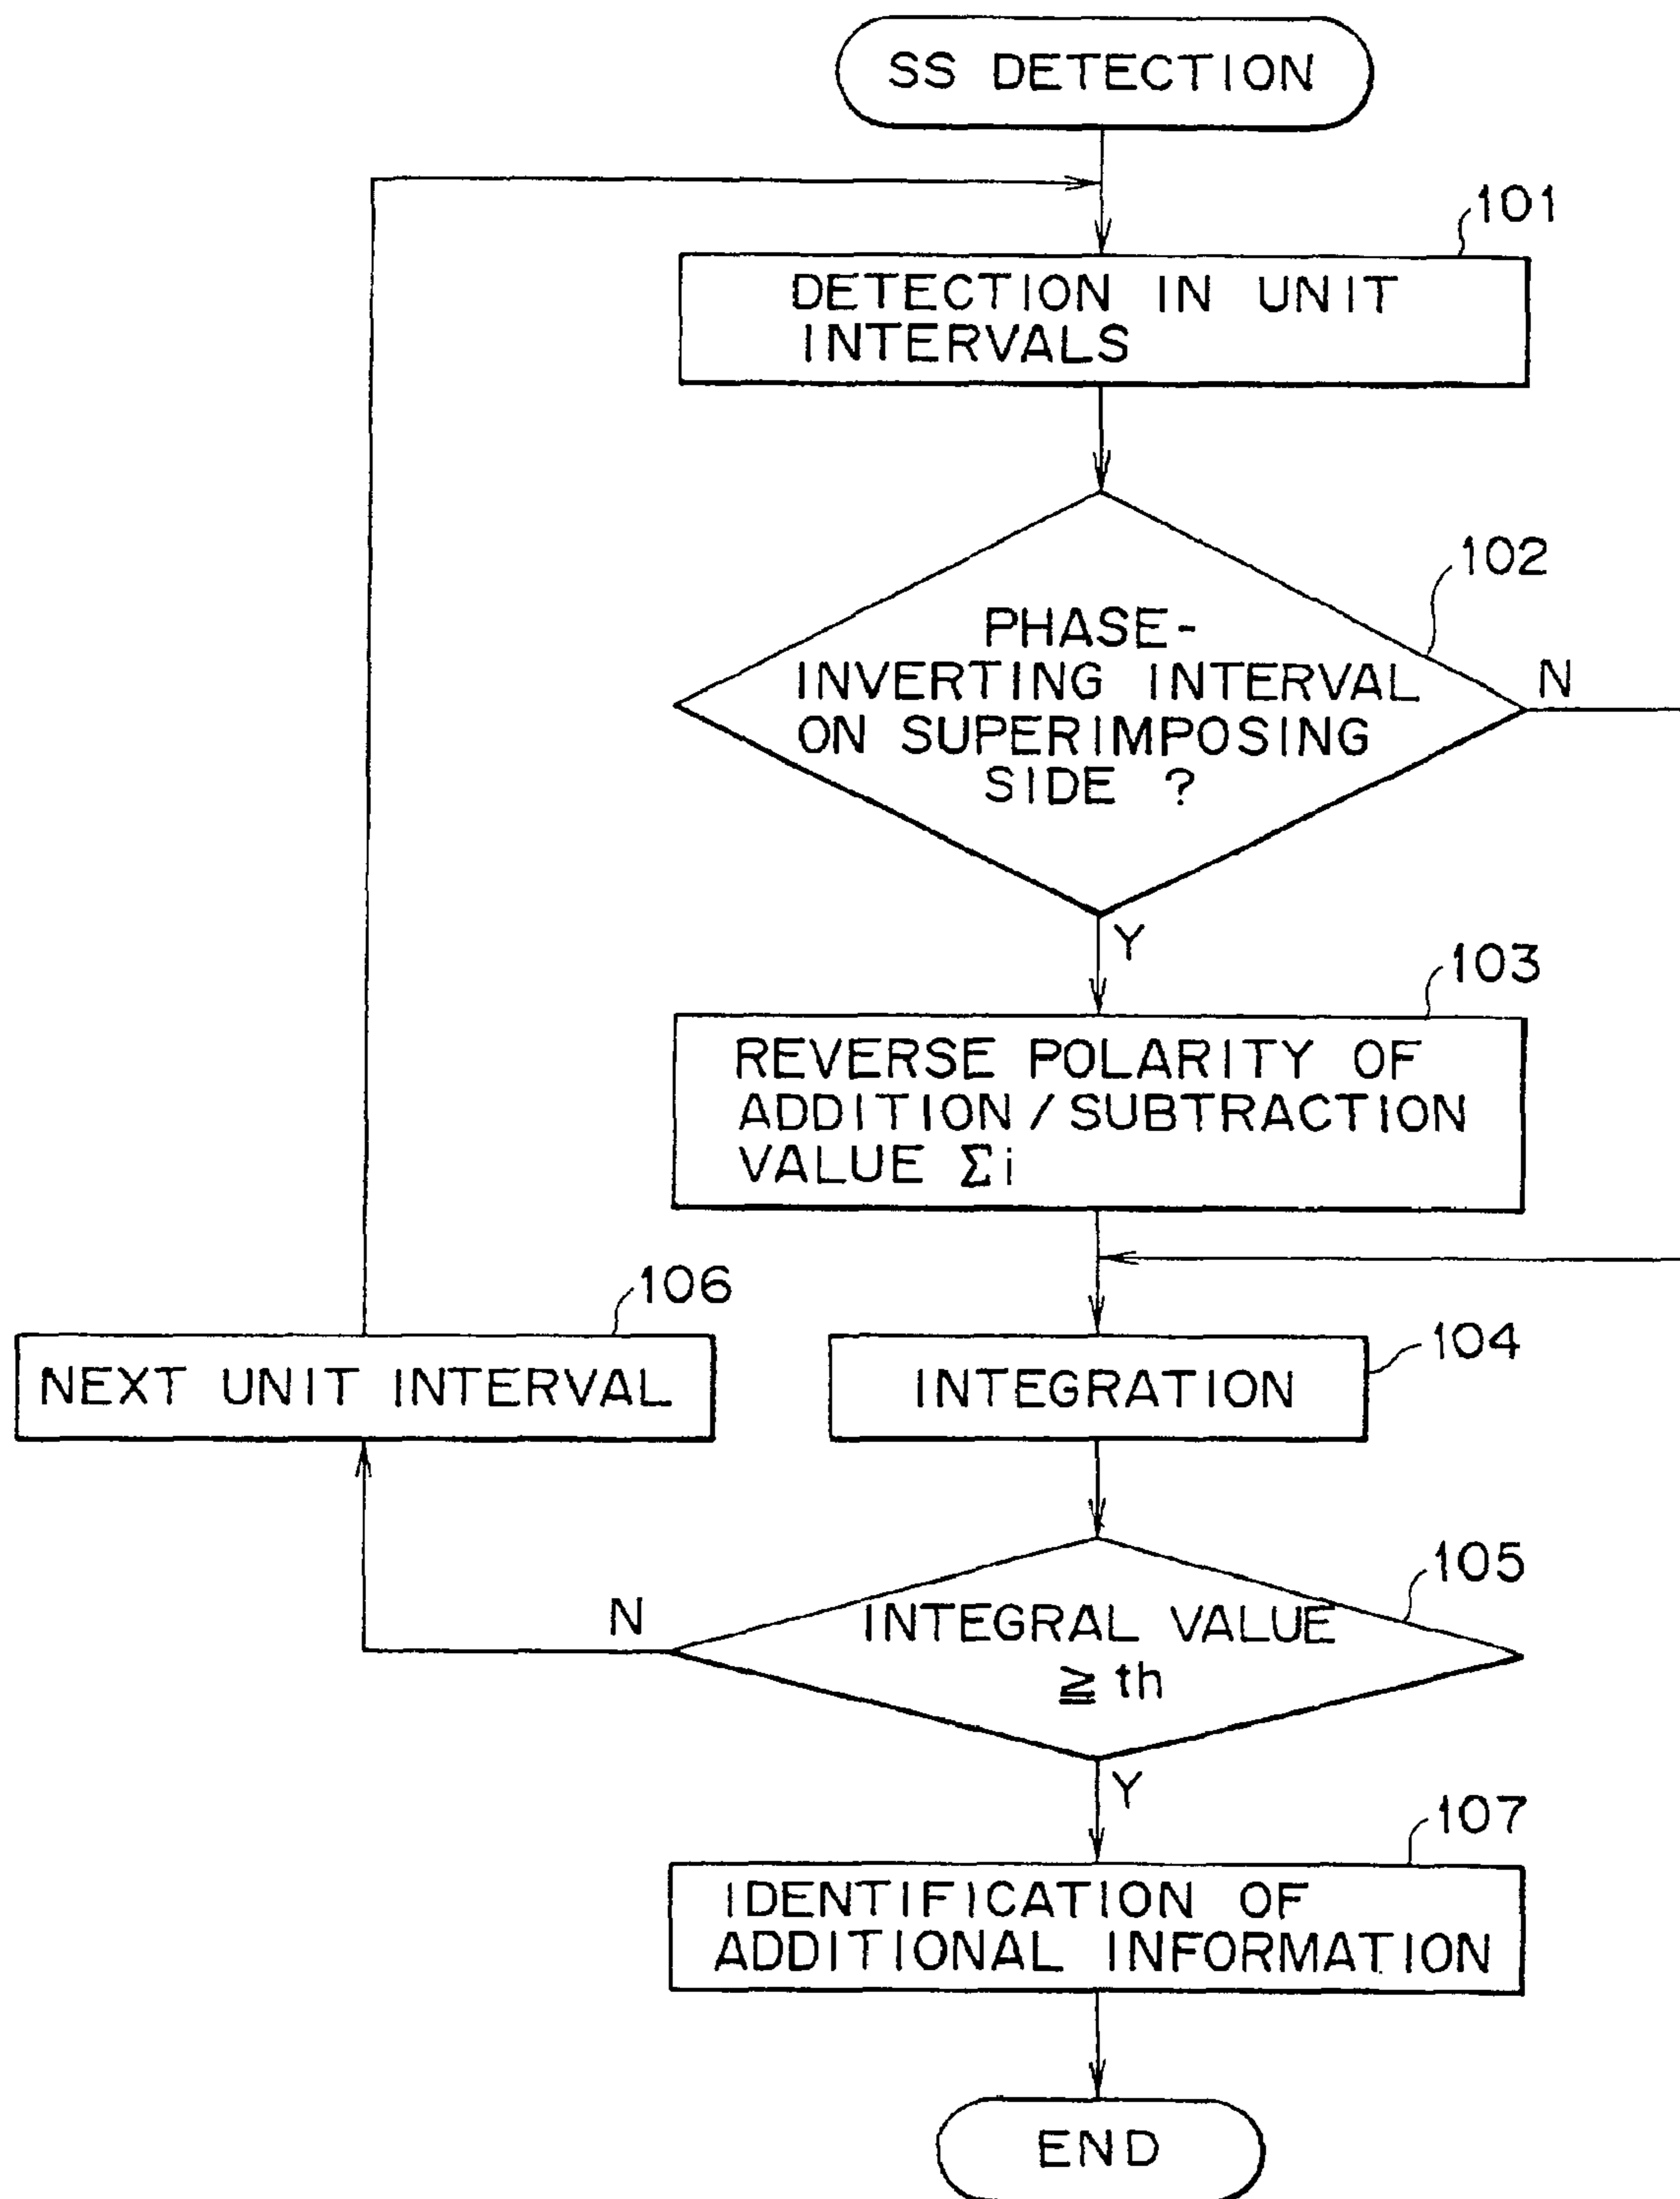 SS DETECTION
101
DETECTION IN UNIT
INTERVALS
102
PHASE-
INVERTING INTERVAL
ON SUPERIMPOSING
SIDE ?
N
Y
103
REVERSE POLARITY OF
ADDITION/SUBTRACTION
VALUE Σi
106
NEXT UNIT INTERVAL
104
INTEGRATION
105
INTEGRAL VALUE
≧ th
N
Y
107
IDENTIFICATION OF
ADDITIONAL INFORMATION
END